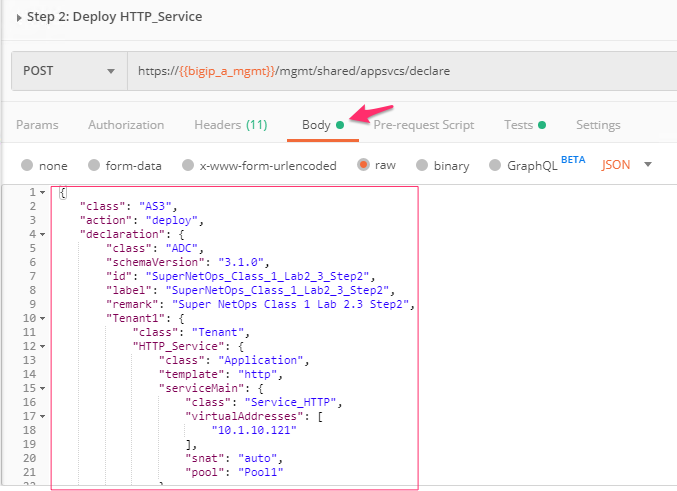 Step 2: Deploy HTTP_Service
POST https://{{bigip_a_mgmt}}/mgmt/shared/appsvcs/declare
Params Authorization Headers (11) Body Pre-request Script Tests Settings
none form-data x-www-form-urlencoded raw binary GraphQL BETA JSON
1 {
2 "class": "AS3",
3 "action": "deploy",
4 "declaration": {
5 "class": "ADC",
6 "schemaVersion": "3.1.0",
7 "id": "SuperNetOps_Class_1_Lab2_3_Step2",
8 "label": "SuperNetOps_Class_1_Lab2_3_Step2",
9 "remark": "Super NetOps Class 1 Lab 2.3 Step2",
10 "Tenant1": {
11 "class": "Tenant",
12 "HTTP_Service": {
13 "class": "Application",
14 "template": "http",
15 "serviceMain": {
16 "class": "Service_HTTP",
17 "virtualAddresses": [
18 "10.1.10.121"
19 ],
20 "snat": "auto",
21 "pool": "Pool1"